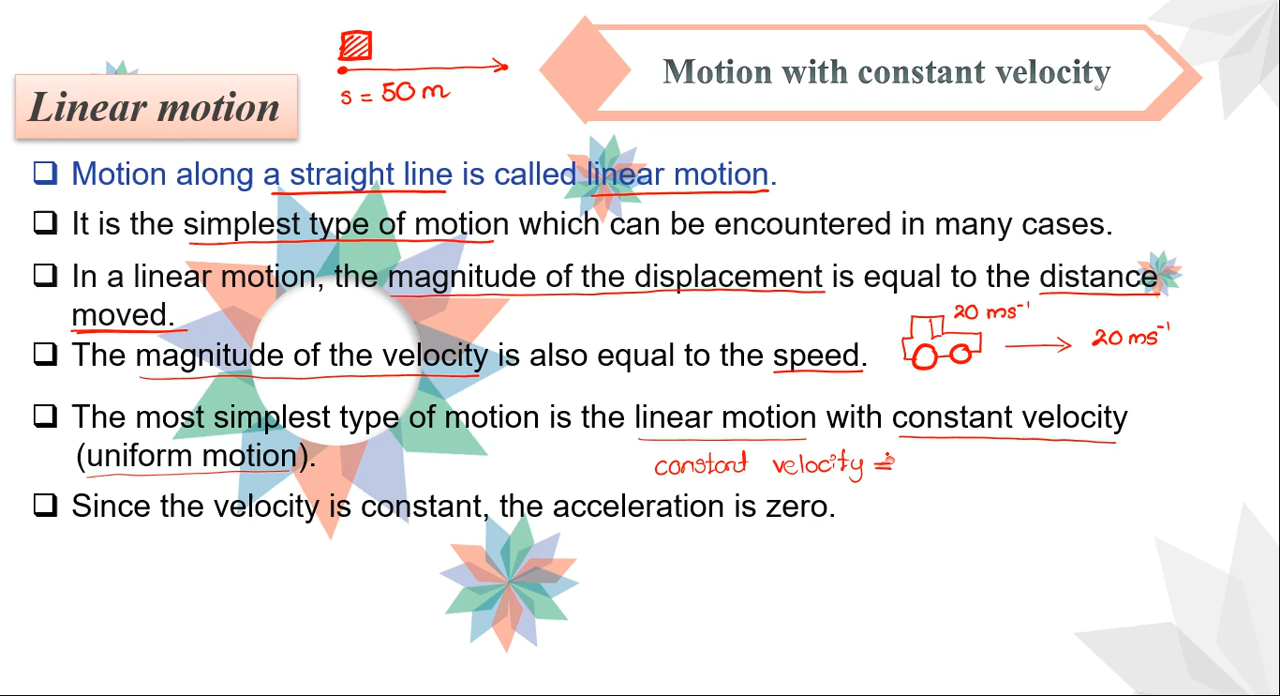 s = 50 m
Motion with constant velocity
Linear motion
❑ Motion along a straight line is called linear motion.
❑ It is the simplest type of motion which can be encountered in many cases.
❑ In a linear motion, the magnitude of the displacement is equal to the distance
moved.
20 ms⁻¹
❑ The magnitude of the velocity is also equal to the speed.
20 ms⁻¹
❑ The most simplest type of motion is the linear motion with constant velocity
(uniform motion).
constant velocity =
❑ Since the velocity is constant, the acceleration is zero.